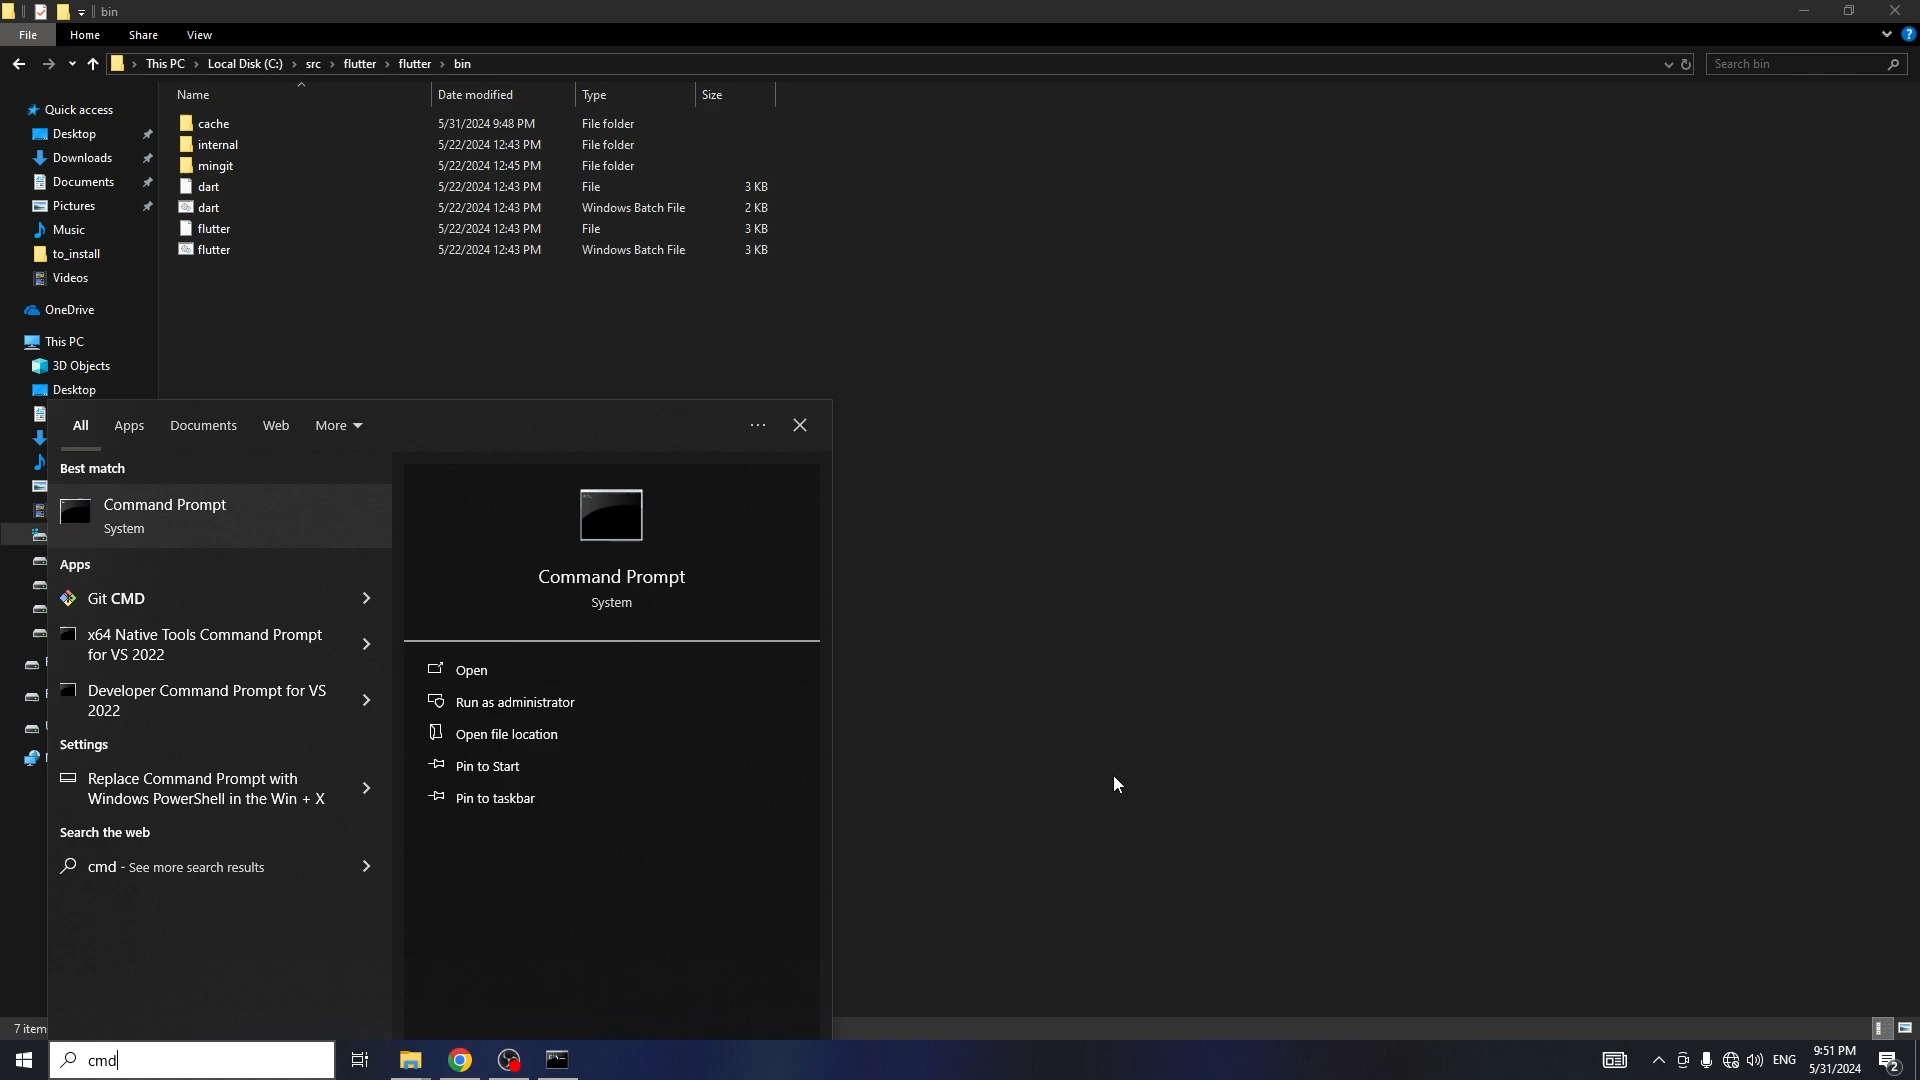 bin
File Home Share View
This PC Local Disk (C:) src flutter flutter bin Search bin
Name Date modified Type Size
Quick access
Desktop
Downloads
Documents
Pictures
Music
to_install
Videos
OneDrive
This PC
3D Objects
Desktop
cache 5/31/2024 9:48 PM File folder
internal 5/22/2024 12:43 PM File folder
mingit 5/22/2024 12:45 PM File folder
dart 5/22/2024 12:43 PM File 3 KB
dart 5/22/2024 12:43 PM Windows Batch File 2 KB
flutter 5/22/2024 12:43 PM File 3 KB
flutter 5/22/2024 12:43 PM Windows Batch File 3 KB
All Apps Documents Web More
Best match
Command Prompt
System
Apps
Git CMD
x64 Native Tools Command Prompt
for VS 2022
Developer Command Prompt for VS
2022
Settings
Replace Command Prompt with
Windows PowerShell in the Win + X
Search the web
cmd - See more search results
Command Prompt
System
Open
Run as administrator
Open file location
Pin to Start
Pin to taskbar
7 item
cmd
ENG
9:51 PM
5/31/2024
2